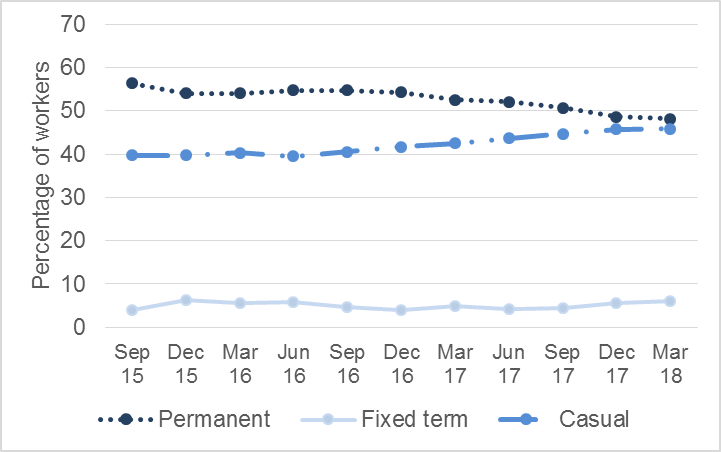 70
60
50
40
30
20
10
0
Percentage of workers
Sep Dec Mar Jun Sep Dec Mar Jun Sep Dec Mar
15 15 16 16 16 16 17 17 17 17 18
Permanent Fixed term Casual